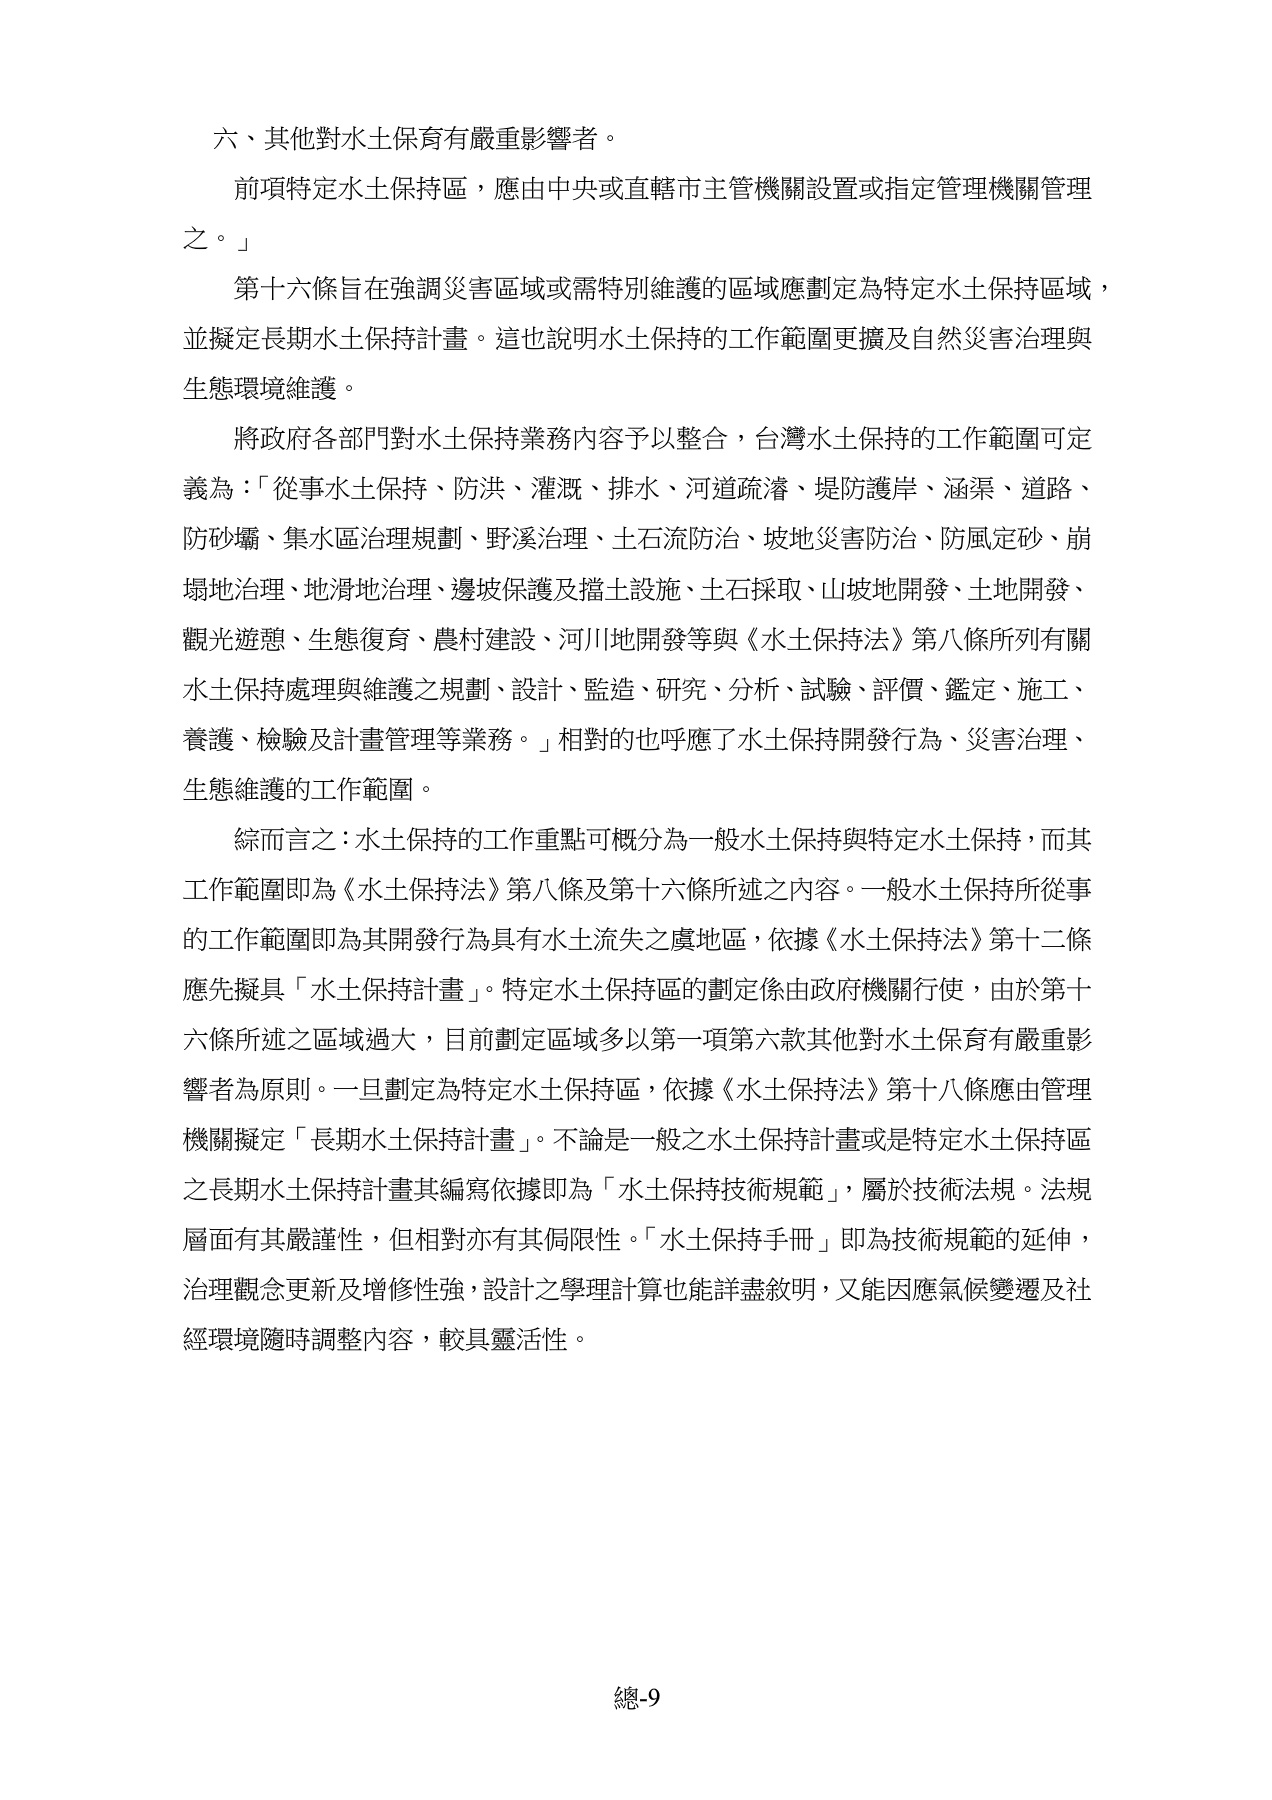 六、其他對水土保育有嚴重影響者。
前項特定水土保持區，應由中央或直轄市主管機關設置或指定管理機關管理
之。」
第十六條旨在強調災害區域或需特別維護的區域應劃定為特定水土保持區域，
並擬定長期水土保持計畫。這也說明水土保持的工作範圍更擴及自然災害治理與
生態環境維護。
將政府各部門對水土保持業務內容予以整合，台灣水土保持的工作範圍可定
義為：「從事水土保持、防洪、灌溉、排水、河道疏濬、堤防護岸、涵渠、道路、
防砂壩、集水區治理規劃、野溪治理、土石流防治、坡地災害防治、防風定砂、崩
塌地治理、地滑地治理、邊坡保護及擋土設施、土石採取、山坡地開發、土地開發、
觀光遊憩、生態復育、農村建設、河川地開發等與《水土保持法》第八條所列有關
水土保持處理與維護之規劃、設計、監造、研究、分析、試驗、評價、鑑定、施工、
養護、檢驗及計畫管理等業務。」相對的也呼應了水土保持開發行為、災害治理、
生態維護的工作範圍。
綜而言之：水土保持的工作重點可概分為一般水土保持與特定水土保持，而其
工作範圍即為《水土保持法》第八條及第十六條所述之內容。一般水土保持所從事
的工作範圍即為其開發行為具有水土流失之虞地區，依據《水土保持法》第十二條
應先擬具「水土保持計畫」。特定水土保持區的劃定係由政府機關行使，由於第十
六條所述之區域過大，目前劃定區域多以第一項第六款其他對水土保育有嚴重影
響者為原則。一旦劃定為特定水土保持區，依據《水土保持法》第十八條應由管理
機關擬定「長期水土保持計畫」。不論是一般之水土保持計畫或是特定水土保持區
之長期水土保持計畫其編寫依據即為「水土保持技術規範」，屬於技術法規。法規
層面有其嚴謹性，但相對亦有其侷限性。「水土保持手冊」即為技術規範的延伸，
治理觀念更新及增修性強，設計之學理計算也能詳盡敘明，又能因應氣候變遷及社
經環境隨時調整內容，較具靈活性。
總-9